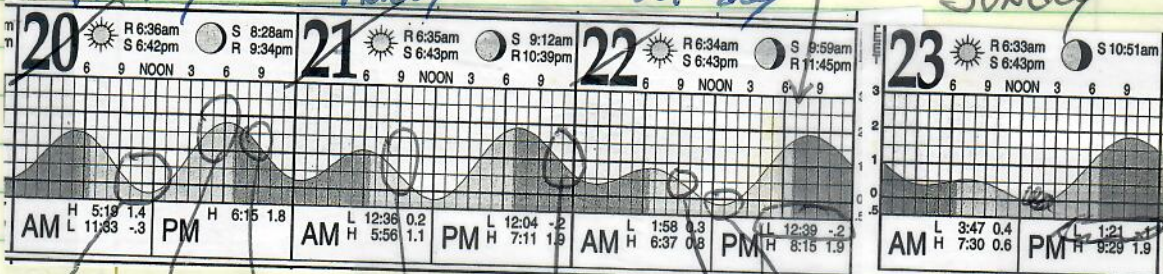 SUNDAY
20 R 6:36am S 8:28am
S 6:42pm R 9:34pm
6 9 NOON 3 6 9
AM H 5:19 1.4
L 11:33 -.3
PM H 6:15 1.8
21 R 6:35am S 9:12am
S 6:43pm R 10:39pm
6 9 NOON 3 6 9
AM L 12:36 0.2
H 5:56 1.1
PM L 12:04 -.2
H 7:11 1.9
22 R 6:34am S 9:59am
S 6:43pm R 11:45pm
6 9 NOON 3 6 9
AM L 1:58 0.3
H 6:37 0.8
PM L 12:39 -.2
H 8:15 1.9
23 R 6:33am S 10:51am
S 6:43pm
6 9 NOON 3 6 9
3
2
1
0
.5
AM L 3:47 0.4
H 7:30 0.6
PM L 1:21 -.1
H 9:29 1.9